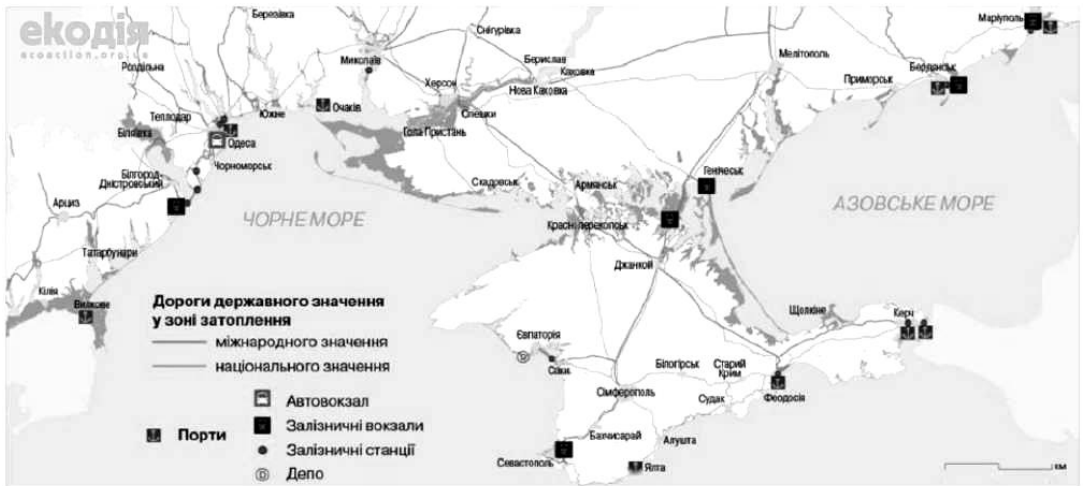 екодія
ecoaction.org.ua
Березівка
Роздільна
Теплодар
Біляївка
Одеса
Южне
Чорноморськ
Білгород-
Дністровський
Арциз
Татарбунари
Кілія
Вилкове
Миколаїв
Очаків
Снігурівка
Берислав
Каховка
Нова Каховка
Херсон
Олешки
Гола Пристань
Скадовськ
Мелітополь
Приморськ
Бердянськ
Маріуполь
Генічеськ
Армянськ
Красноперекопськ
Джанкой
ЧОРНЕ МОРЕ
АЗОВСЬКЕ МОРЕ
Щелкіне
Керч
Євпаторія
Саки
Сімферополь
Білогірськ
Старий
Крим
Судак
Феодосія
Бахчисарай
Алушта
Севастополь
Ялта
Дороги державного значення
у зоні затоплення
міжнародного значення
національного значення
Порти
Автовокзал
Залізничні вокзали
Залізничні станції
D Депо
D
км